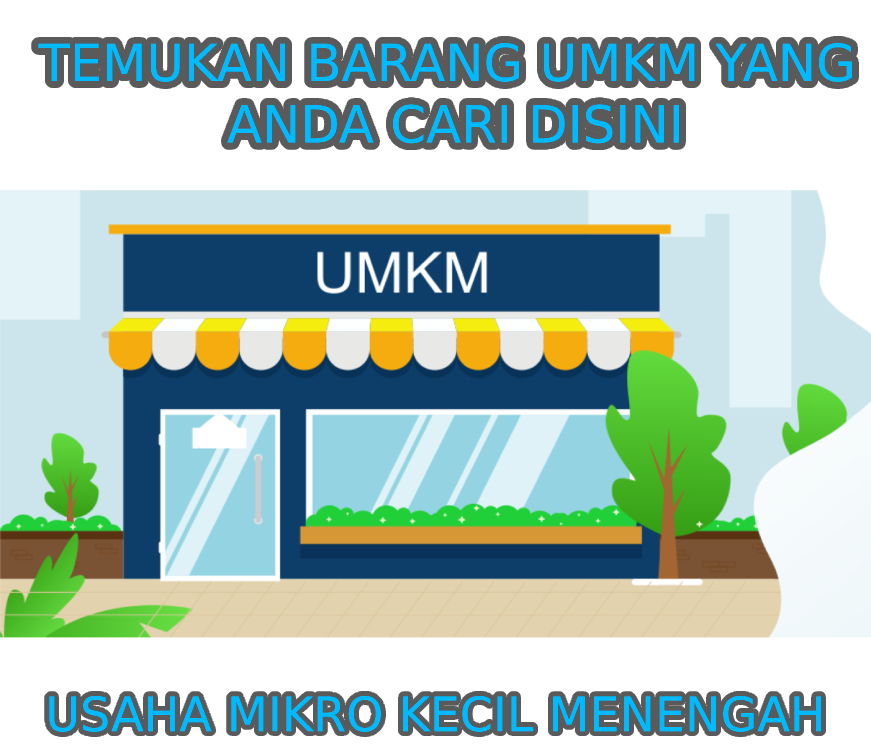 TEMUKAN BARANG UMKM YANG
ANDA CARI DISINI
UMKM
USAHA MIKRO KECIL MENENGAH